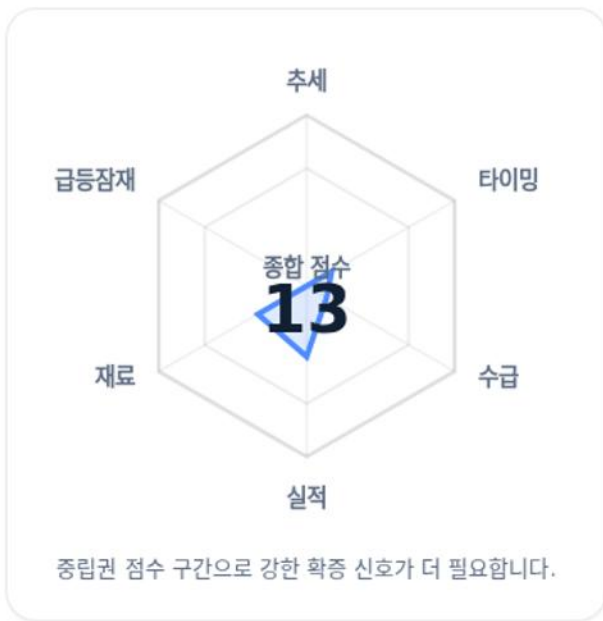 추세
급등잠재
타이밍
종합 점수
13
재료
수급
실적
중립권 점수 구간으로 강한 확증 신호가 더 필요합니다.